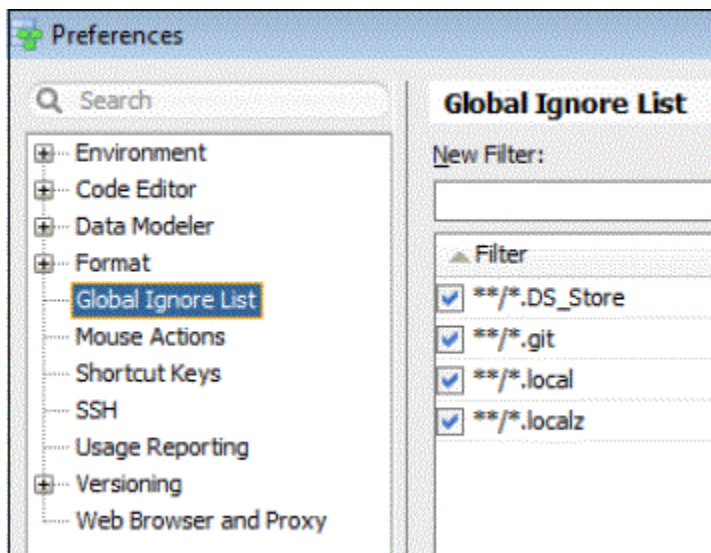 Preferences
Search
Environment
Code Editor
Data Modeler
Format
Global Ignore List
Mouse Actions
Shortcut Keys
SSH
Usage Reporting
Versioning
Web Browser and Proxy
Global Ignore List
New Filter:
Filter
**/*.DS_Store
**/*.git
**/*.local
**/*.localz